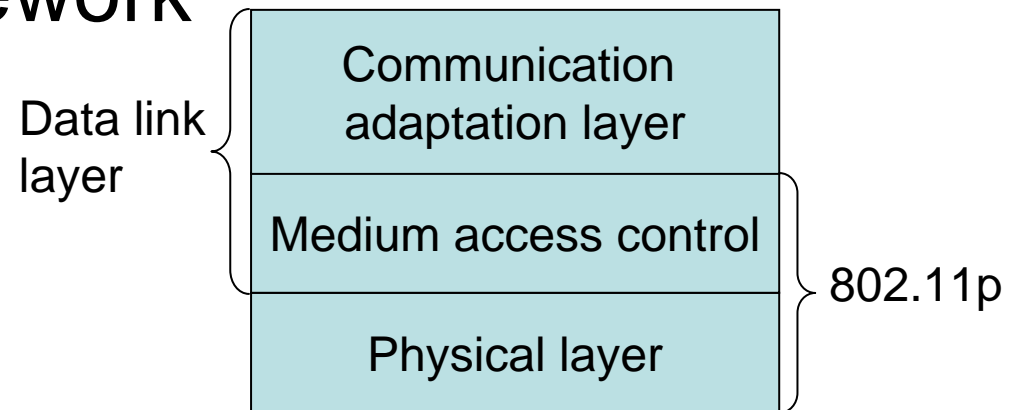 Data link
layer
Communication
adaptation layer
Medium access control
802.11p
Physical layer